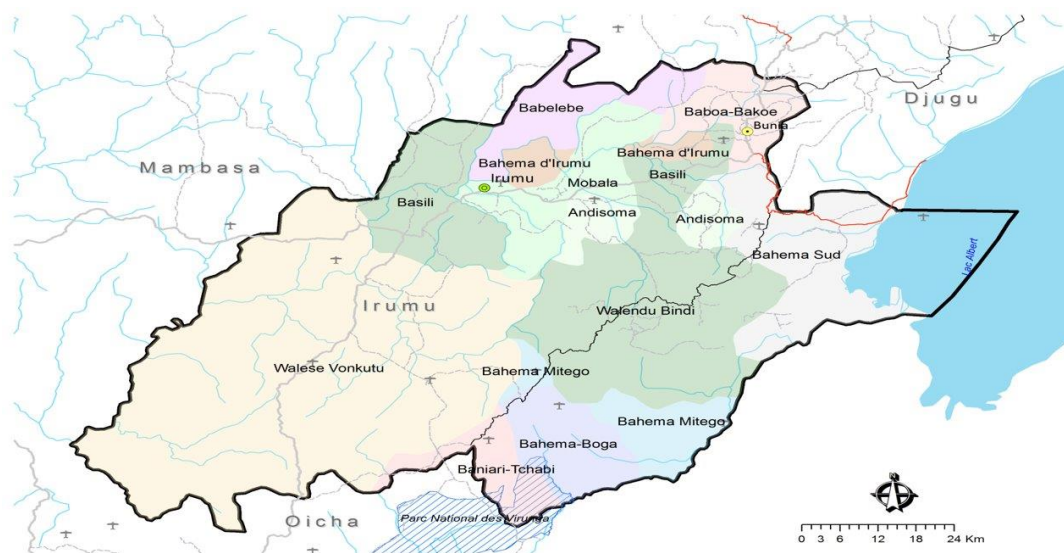 Babelebe
Baboa-Bakoe
Djugu
Bunia
Mambasa
Bahema d'Irumu
Bahema d'Irumu
Irumu
Mobala
Basili
Basili
Andisoma
Andisoma
Bahema Sud
Lac Albert
Irumu
Walendu Bindi
Walese Vonkutu
Bahema Mitego
Bahema Mitego
Bahema-Boga
Baniari-Tchabi
Oicha
Parc National des Virunga
0 3 6 12 18 24 Km